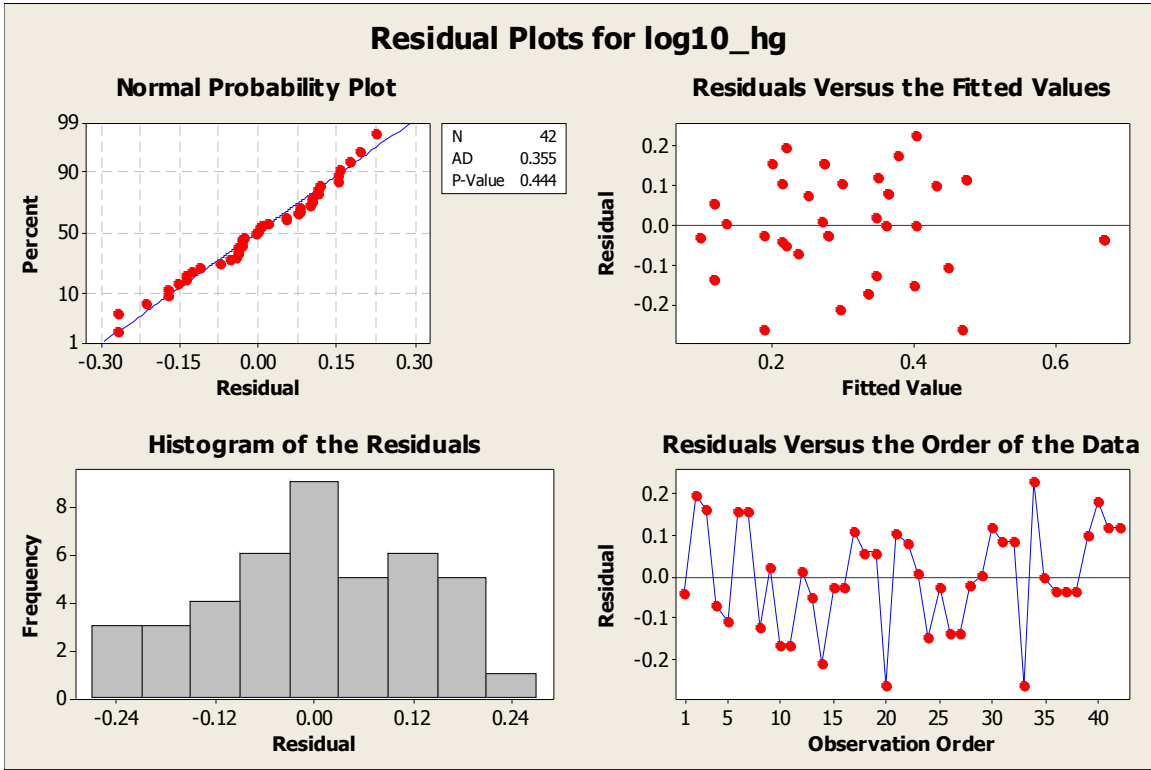 Residual Plots for log10_hg
Normal Probability Plot
Percent
99
90
50
10
1
-0.30 -0.15 0.00 0.15 0.30
Residual
N 42
AD 0.355
P-Value 0.444
Residuals Versus the Fitted Values
Residual
0.2
0.1
0.0
-0.1
-0.2
0.2 0.4 0.6
Fitted Value
Histogram of the Residuals
Frequency
8
6
4
2
0
-0.24 -0.12 0.00 0.12 0.24
Residual
Residuals Versus the Order of the Data
Residual
0.2
0.1
0.0
-0.1
-0.2
1 5 10 15 20 25 30 35 40
Observation Order